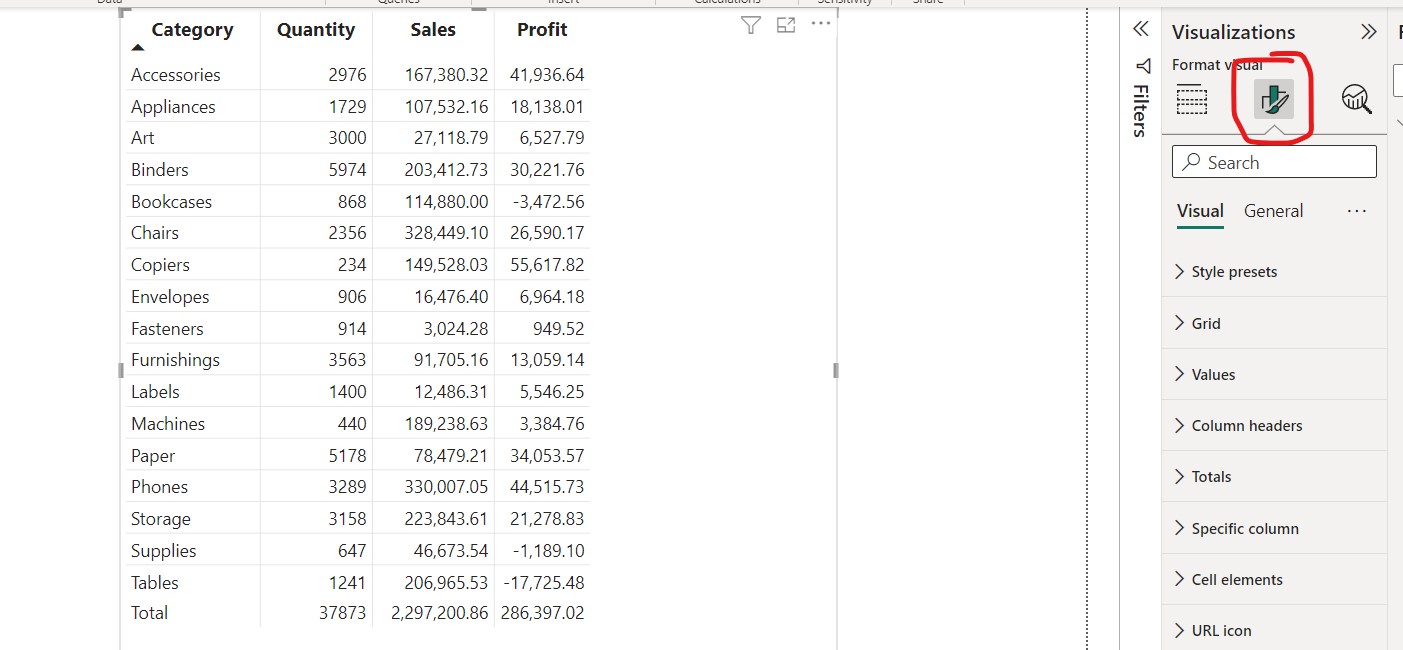 Data Queries Insert Calculations Sensitivity Share
Category Quantity Sales Profit
Accessories 2976 167,380.32 41,936.64
Appliances 1729 107,532.16 18,138.01
Art 3000 27,118.79 6,527.79
Binders 5974 203,412.73 30,221.76
Bookcases 868 114,880.00 -3,472.56
Chairs 2356 328,449.10 26,590.17
Copiers 234 149,528.03 55,617.82
Envelopes 906 16,476.40 6,964.18
Fasteners 914 3,024.28 949.52
Furnishings 3563 91,705.16 13,059.14
Labels 1400 12,486.31 5,546.25
Machines 440 189,238.63 3,384.76
Paper 5178 78,479.21 34,053.57
Phones 3289 330,007.05 44,515.73
Storage 3158 223,843.61 21,278.83
Supplies 647 46,673.54 -1,189.10
Tables 1241 206,965.53 -17,725.48
Total 37873 2,297,200.86 286,397.02
Filters
Visualizations
Format visual
Search
Visual General
Style presets
Grid
Values
Column headers
Totals
Specific column
Cell elements
URL icon